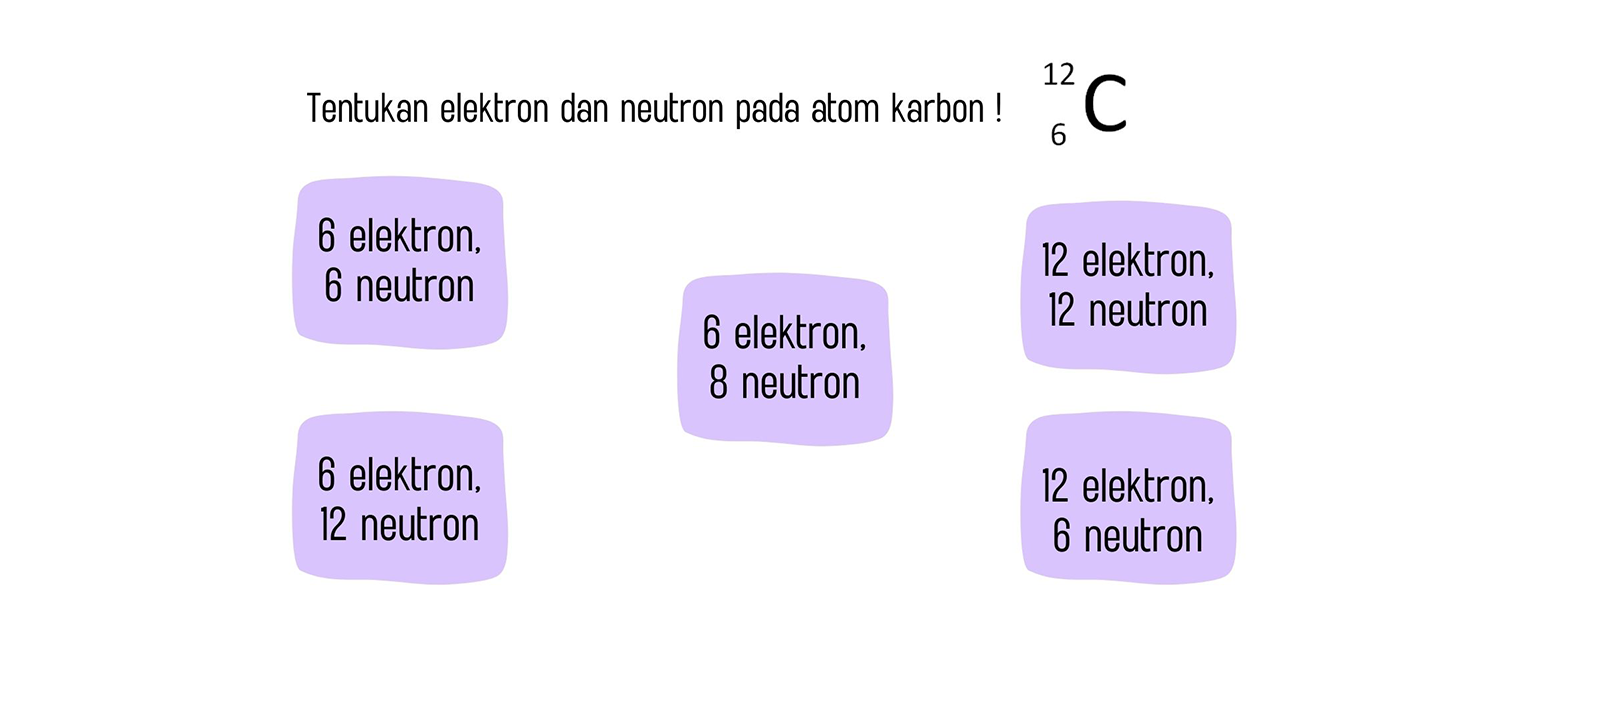 Tentukan elektron dan neutron pada atom karbon !
12
6
C
6 elektron,
6 neutron
12 elektron,
12 neutron
6 elektron,
8 neutron
6 elektron,
12 neutron
12 elektron,
6 neutron